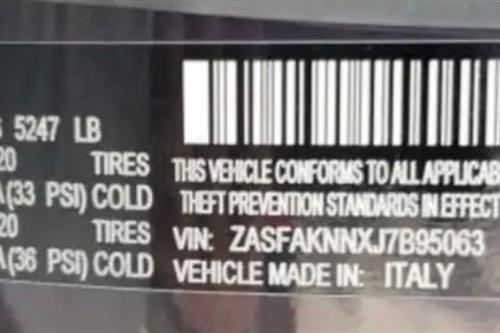 5247 LB
20 TIRES
(33 PSI) COLD
20 TIRES
(36 PSI) COLD
THIS VEHICLE CONFORMS TO ALL APPLICAB
THEFT PREVENTION STANDARDS IN EFFECT
VIN: ZASFAKNNXJ7B95063
VEHICLE MADE IN: ITALY